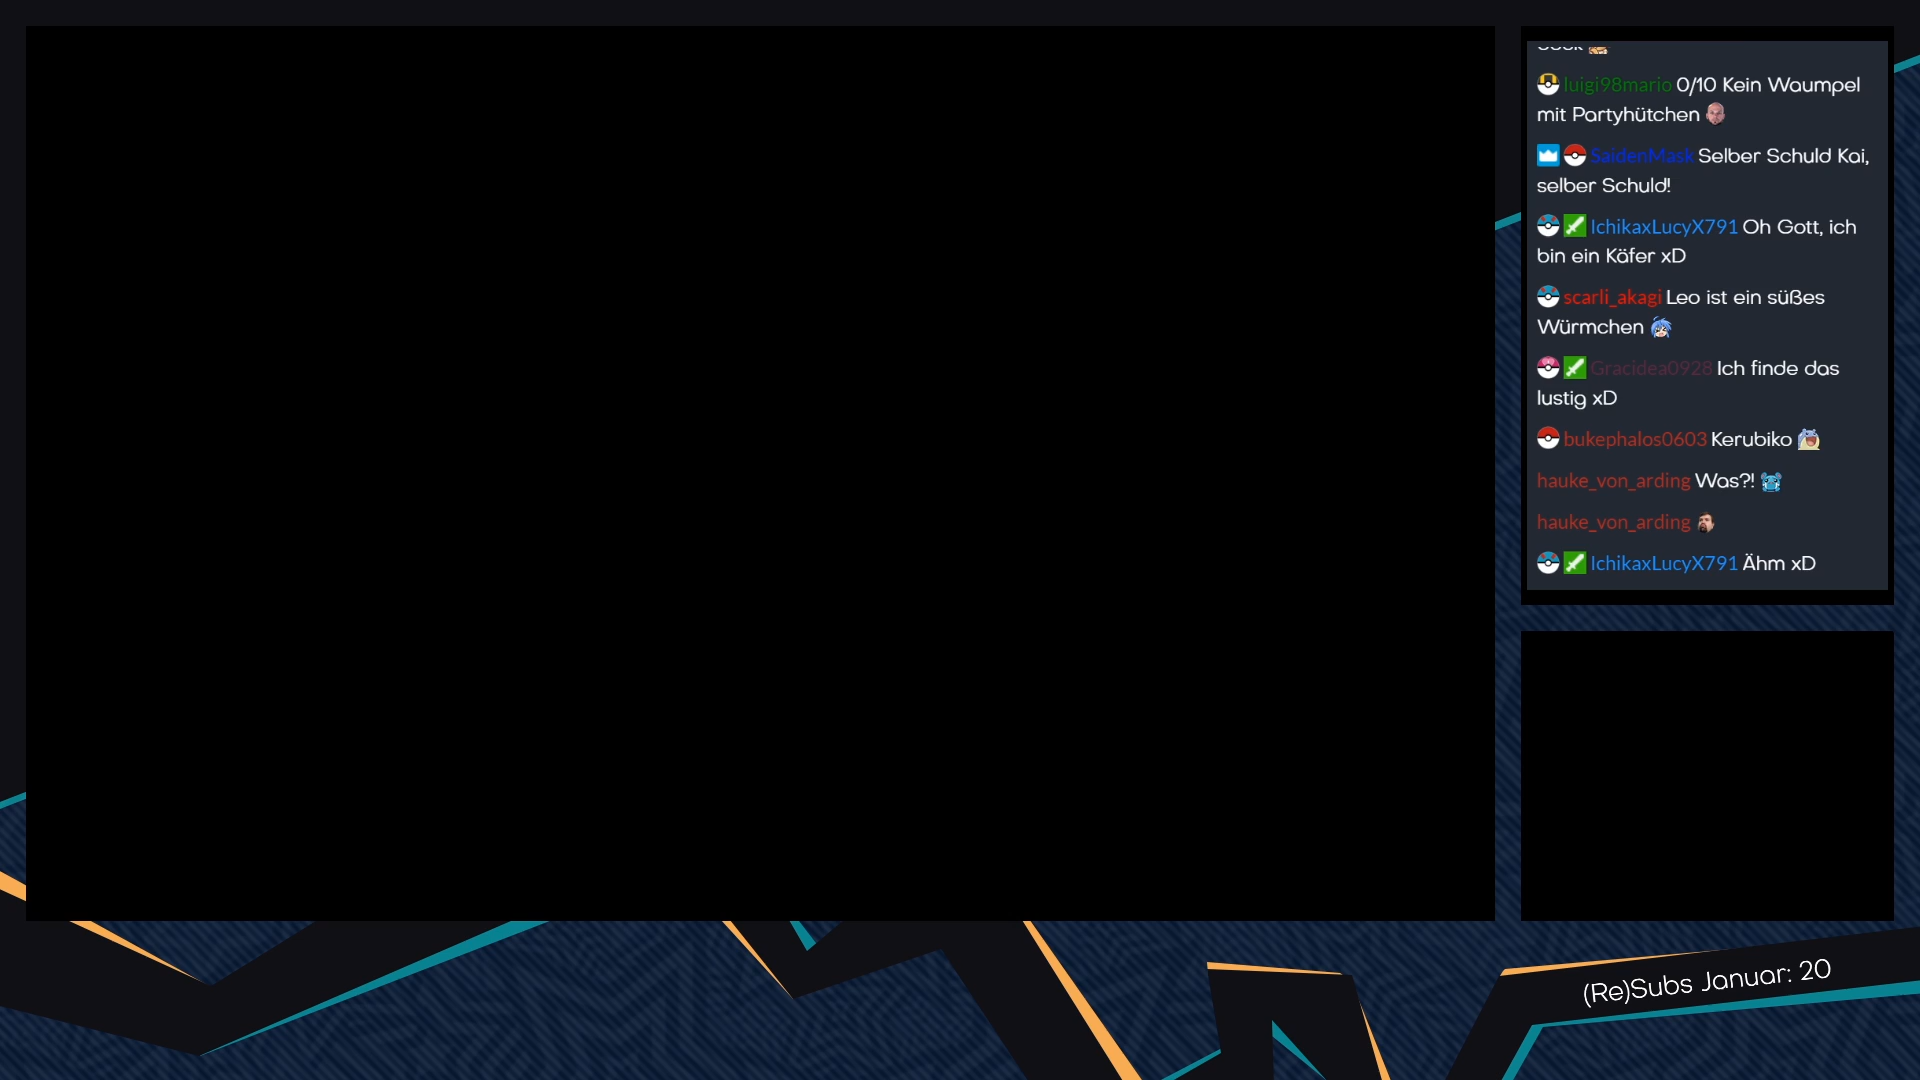 luigi98mario 0/10 Kein Waumpel
mit Partyhütchen
SaidenMask Selber Schuld Kai,
selber Schuld!
IchikaxLucyX791 Oh Gott, ich
bin ein Käfer xD
scarli_akagi Leo ist ein süßes
Würmchen
Gracidea0928 Ich finde das
lustig xD
bukephalos0603 Kerubiko
hauke_von_arding Was?!
hauke_von_arding
IchikaxLucyX791 Ähm xD
(Re)Subs Januar: 20